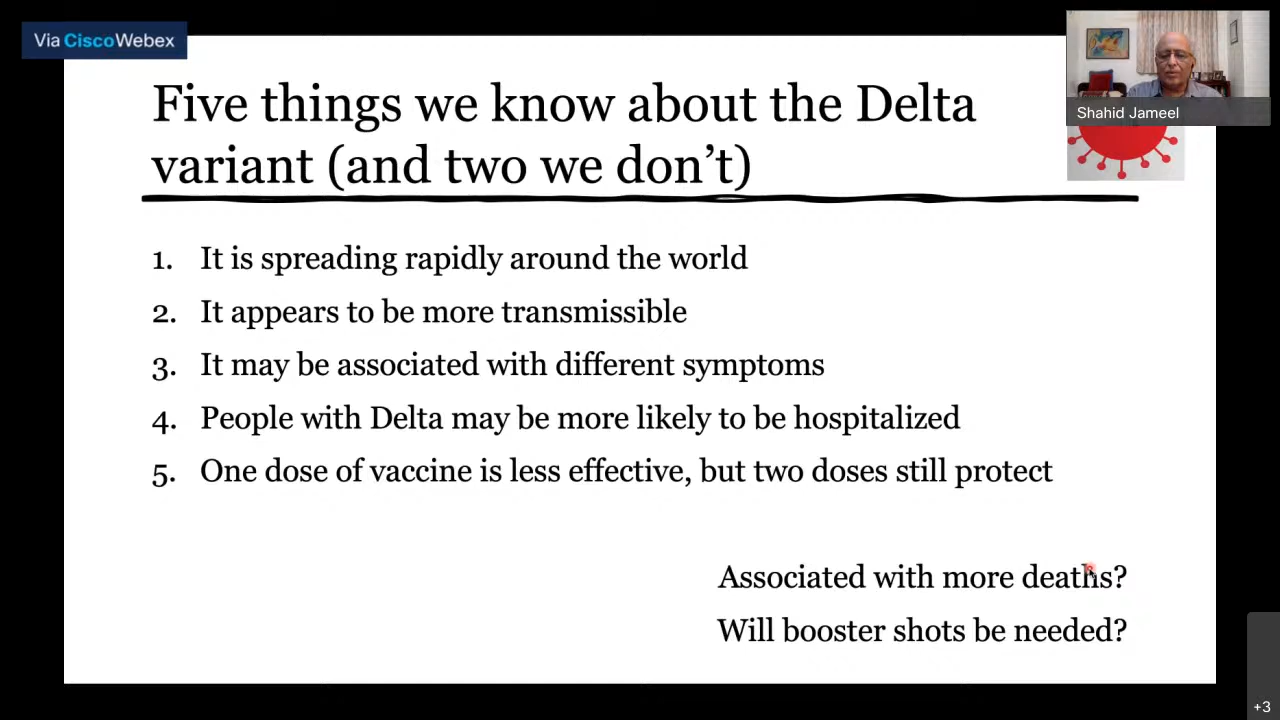 Via CiscoWebex
Shahid Jameel
Five things we know about the Delta
variant (and two we don’t)
1. It is spreading rapidly around the world
2. It appears to be more transmissible
3. It may be associated with different symptoms
4. People with Delta may be more likely to be hospitalized
5. One dose of vaccine is less effective, but two doses still protect
Associated with more deaths?
Will booster shots be needed?
+3